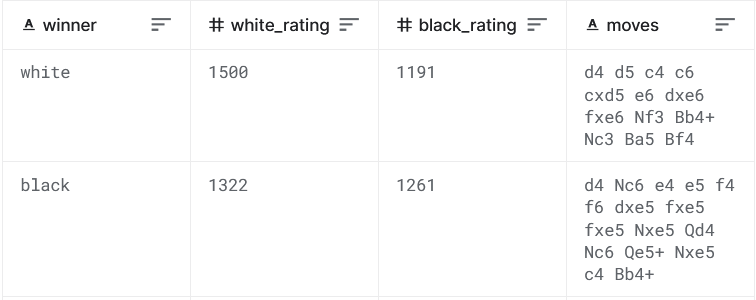 A winner # white_rating # black_rating A moves
white 1500 1191 d4 d5 c4 c6
cxd5 e6 dxe6
fxe6 Nf3 Bb4+
Nc3 Ba5 Bf4
black 1322 1261 d4 Nc6 e4 e5 f4
f6 dxe5 fxe5
fxe5 Nxe5 Qd4
Nc6 Qe5+ Nxe5
c4 Bb4+